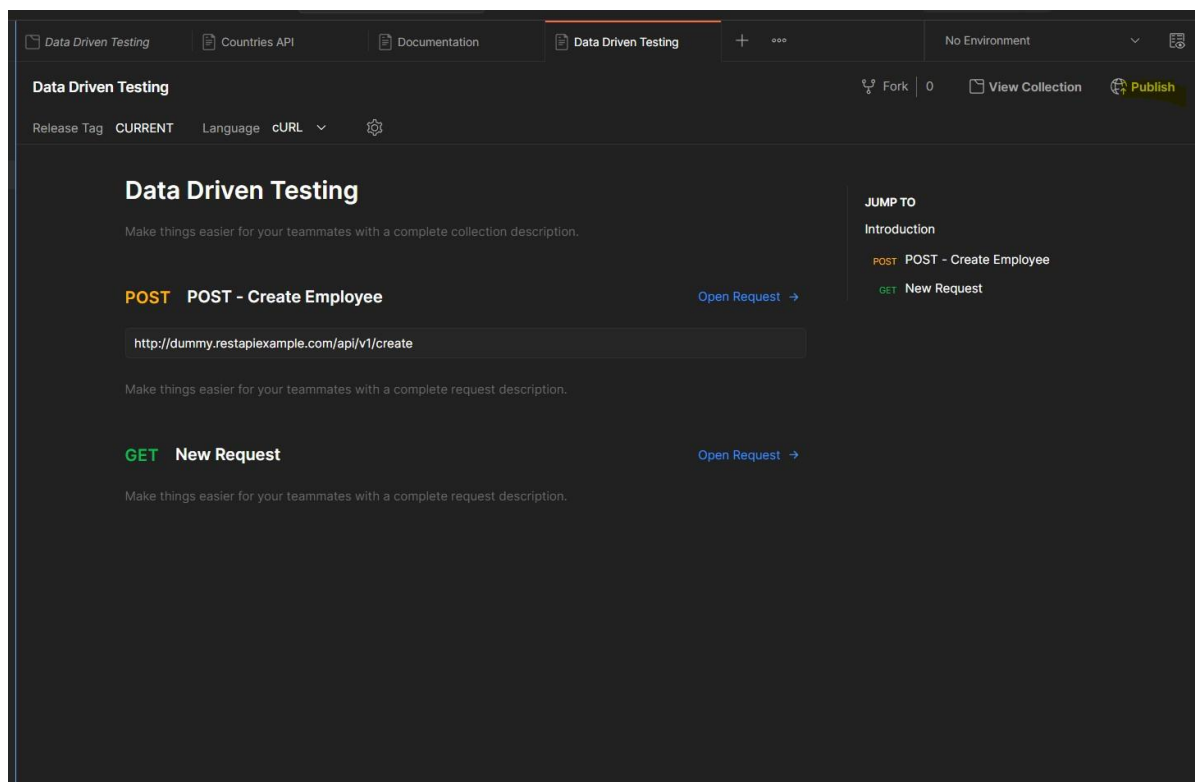 Data Driven Testing Countries API Documentation Data Driven Testing No Environment
Data Driven Testing Fork 0 View Collection Publish
Release Tag CURRENT Language cURL
Data Driven Testing
Make things easier for your teammates with a complete collection description.
POST POST - Create Employee Open Request →
http://dummy.restapiexample.com/api/v1/create
Make things easier for your teammates with a complete request description.
GET New Request Open Request →
Make things easier for your teammates with a complete request description.
JUMP TO
Introduction
POST POST - Create Employee
GET New Request